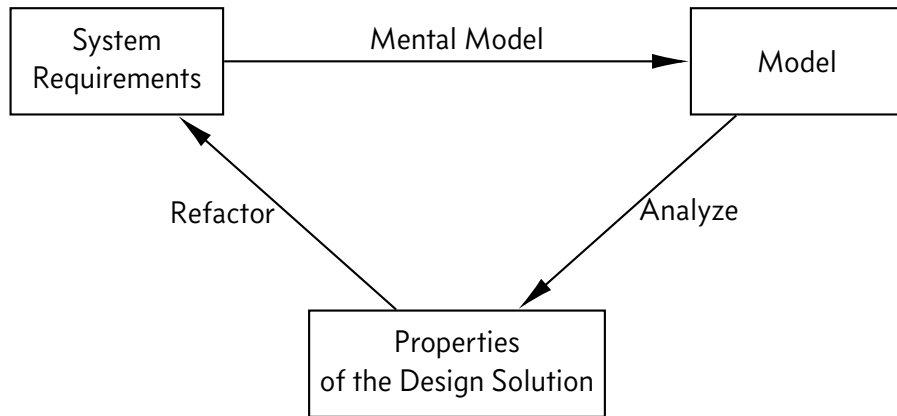 System
Requirements
Mental Model
Model
Refactor
Analyze
Properties
of the Design Solution